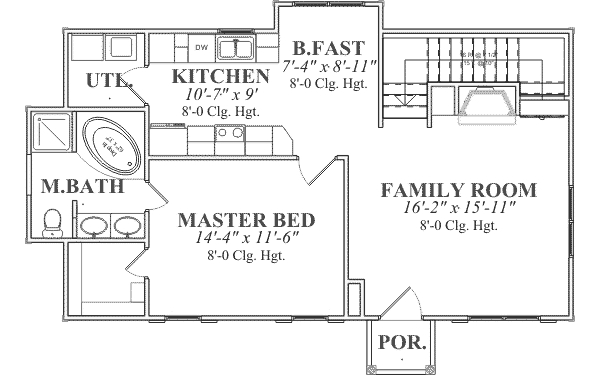 DW
B.FAST
7'-4" x 8'-11"
8'-0 Clg. Hgt.
UTL.
KITCHEN
10'-7" x 9'
8'-0 Clg. Hgt.
M.BATH
MASTER BED
14'-4" x 11'-6"
8'-0 Clg. Hgt.
FAMILY ROOM
16'-2" x 15'-11"
8'-0 Clg. Hgt.
POR.